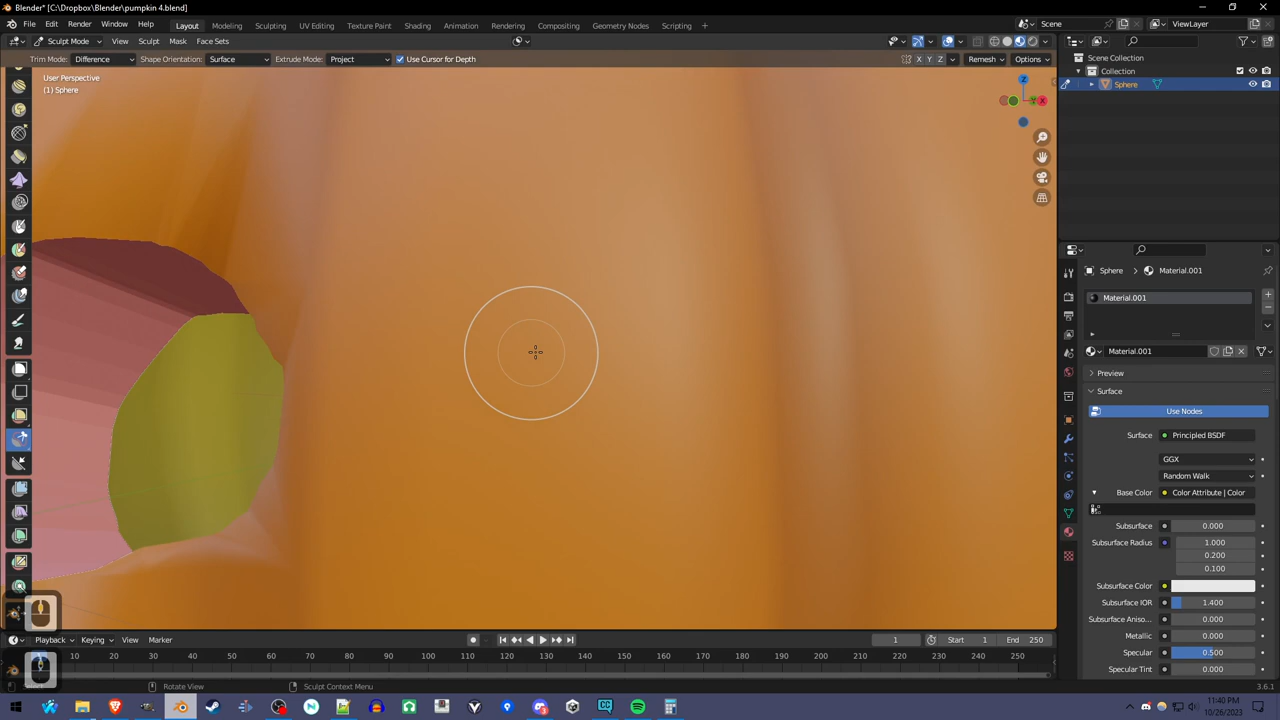 Blender* [C:\Dropbox\Blender\pumpkin 4.blend]
File Edit Render Window Help Layout Modeling Sculpting UV Editing Texture Paint Shading Animation Rendering Compositing Geometry Nodes Scripting + Scene ViewLayer
Sculpt Mode View Sculpt Mask Face Sets
Trim Mode: Difference Shape Orientation: Surface Extrude Mode: Project Use Cursor for Depth X Y Z Remesh Options
User Perspective
(1) Sphere
Z
Y X
Scene Collection
Collection
Sphere
Sphere Material.001
Material.001
Material.001
Preview
Surface
Use Nodes
Surface Principled BSDF
GGX
Random Walk
Base Color Color Attribute | Color
Subsurface 0.000
Subsurface Radius 1.000
0.200
0.100
Subsurface Color
Subsurface IOR 1.400
Subsurface Aniso... 0.000
Metallic 0.000
Specular 0.500
Specular Tint 0.000
Playback Keying View Marker 1 Start 1 End 250
10 20 30 40 50 60 70 80 90 100 110 120 130 140 150 160 170 180 190 200 210 220 230 240 250
Rotate View Sculpt Context Menu 3.6.1
11:40 PM
10/26/2023